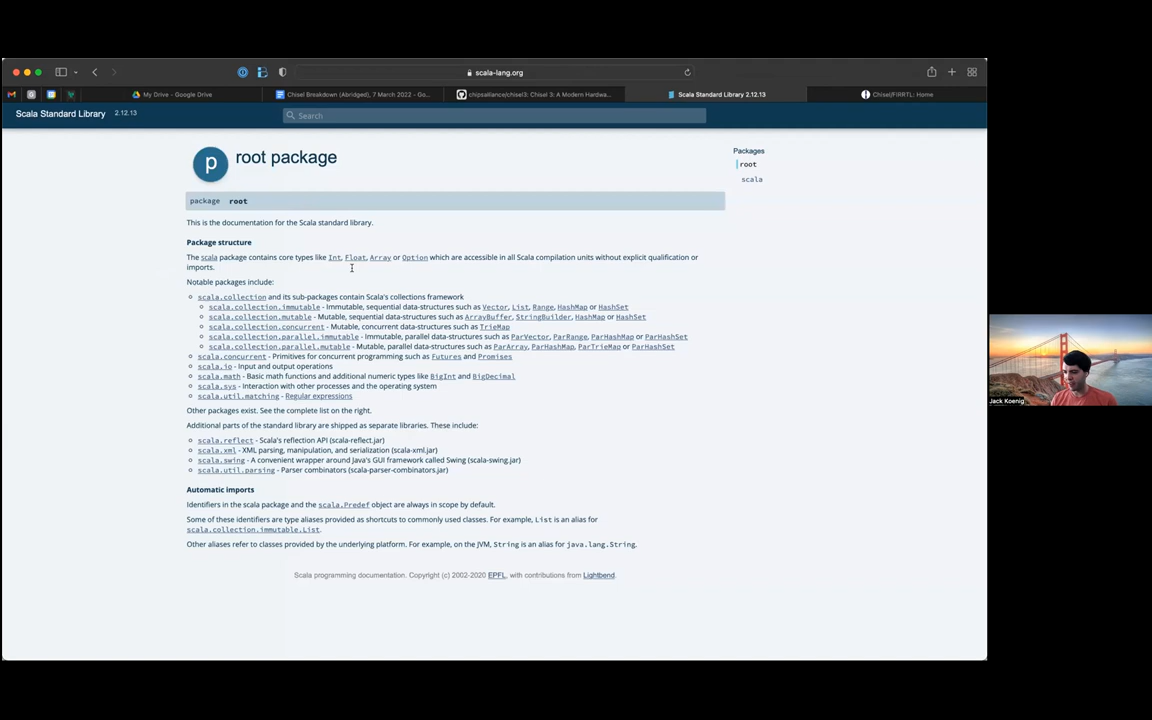 scala-lang.org
My Drive - Google Drive
Chisel Breakdown (Abridged), 7 March 2022 - Go...
chipsalliance/chisel3: Chisel 3: A Modern Hardwa...
Scala Standard Library 2.12.13
Chisel/FIRRTL: Home
Scala Standard Library 2.12.13
Search
p root package
package root
This is the documentation for the Scala standard library.
Package structure
The scala package contains core types like Int, Float, Array or Option which are accessible in all Scala compilation units without explicit qualification or
imports.
Notable packages include:
scala.collection and its sub-packages contain Scala's collections framework
scala.collection.immutable - Immutable, sequential data-structures such as Vector, List, Range, HashMap or HashSet
scala.collection.mutable - Mutable, sequential data-structures such as ArrayBuffer, StringBuilder, HashMap or HashSet
scala.collection.concurrent - Mutable, concurrent data-structures such as TrieMap
scala.collection.parallel.immutable - Immutable, parallel data-structures such as ParVector, ParRange, ParHashMap or ParHashSet
scala.collection.parallel.mutable - Mutable, parallel data-structures such as ParArray, ParHashMap, ParTrieMap or ParHashSet
scala.concurrent - Primitives for concurrent programming such as Futures and Promises
scala.io - Input and output operations
scala.math - Basic math functions and additional numeric types like BigInt and BigDecimal
scala.sys - Interaction with other processes and the operating system
scala.util.matching - Regular expressions
Other packages exist. See the complete list on the right.
Additional parts of the standard library are shipped as separate libraries. These include:
scala.reflect - Scala's reflection API (scala-reflect.jar)
scala.xml - XML parsing, manipulation, and serialization (scala-xml.jar)
scala.swing - A convenient wrapper around Java's GUI framework called Swing (scala-swing.jar)
scala.util.parsing - Parser combinators (scala-parser-combinators.jar)
Automatic imports
Identifiers in the scala package and the scala.Predef object are always in scope by default.
Some of these identifiers are type aliases provided as shortcuts to commonly used classes. For example, List is an alias for
scala.collection.immutable.List.
Other aliases refer to classes provided by the underlying platform. For example, on the JVM, String is an alias for java.lang.String.
Scala programming documentation. Copyright (c) 2002-2020 EPFL, with contributions from Lightbend.
Packages
root
scala
Jack Koenig